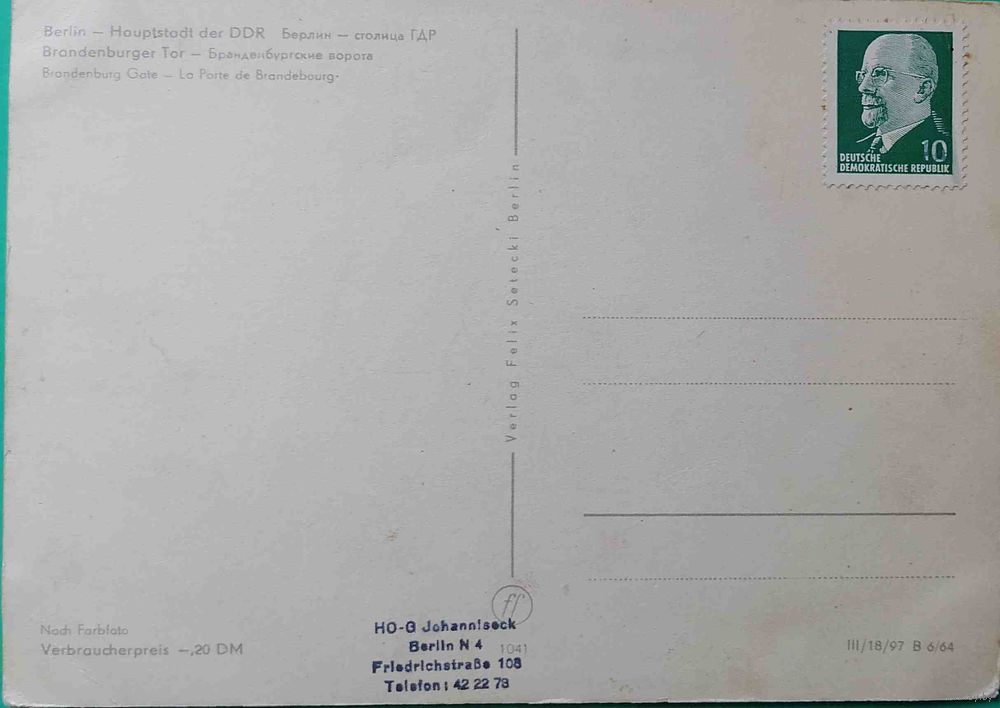 Berlin – Hauptstadt der DDR Берлин – столица ГДР
Brandenburger Tor – Бранденбургские ворота
Brandenburg Gate – La Porte de Brandebourg
DEUTSCHE 10
DEMOKRATISCHE REPUBLIK
Verlag Felix Setecki Berlin
ff
Nach Farbfoto
Verbraucherpreis –,20 DM
HO-G Johanniseck
Berlin N 4
1041
Friedrichstraße 108
Telefon: 42 22 73
III/18/97 B 6/64